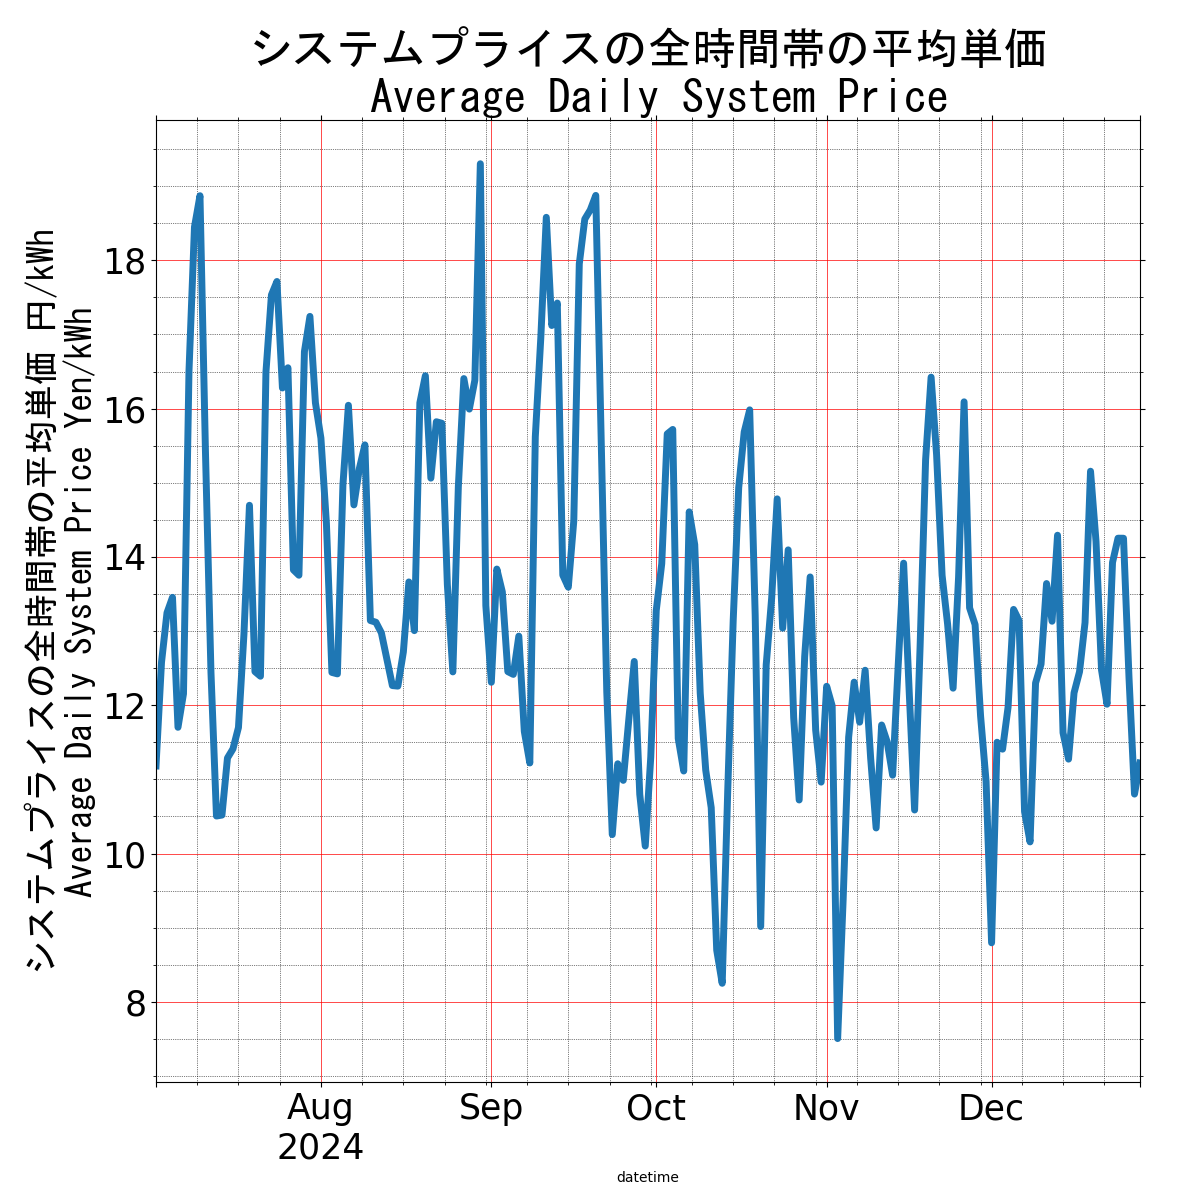 システムプライスの全時間帯の平均単価
Average Daily System Price
システムプライスの全時間帯の平均単価 円/kWh
Average Daily System Price Yen/kWh
18
16
14
12
10
8
Aug
2024
Sep
Oct
Nov
Dec
datetime